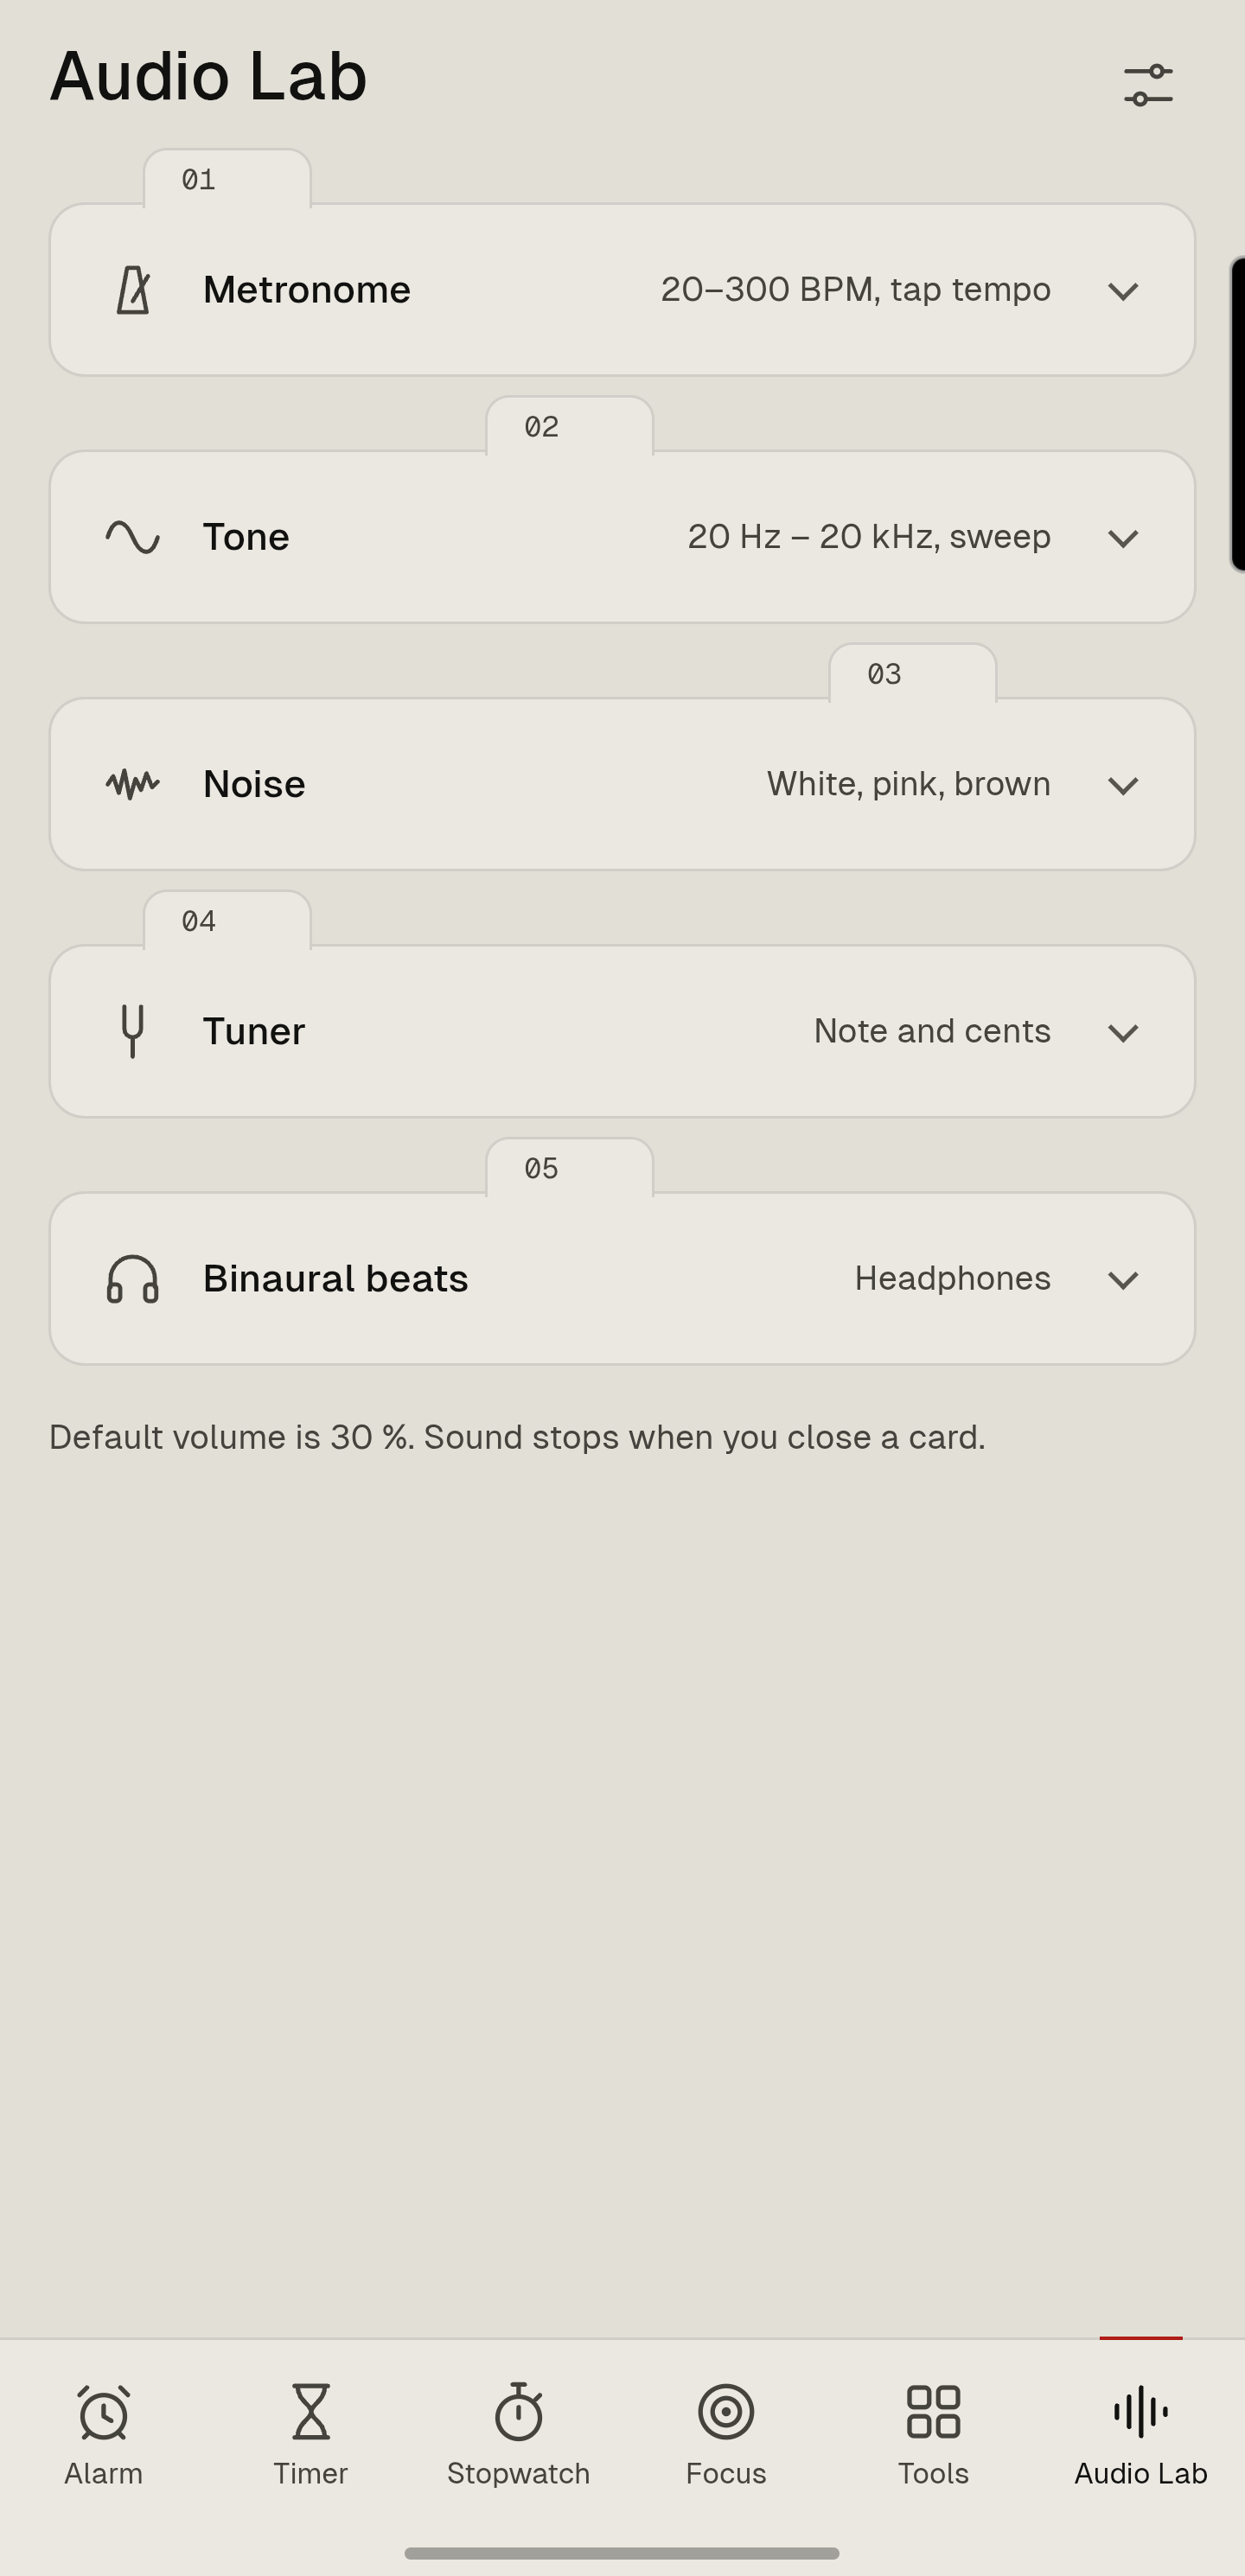 Audio Lab
01
Metronome 20–300 BPM, tap tempo
02
Tone 20 Hz – 20 kHz, sweep
03
Noise White, pink, brown
04
Tuner Note and cents
05
Binaural beats Headphones
Default volume is 30 %. Sound stops when you close a card.
Alarm Timer Stopwatch Focus Tools Audio Lab